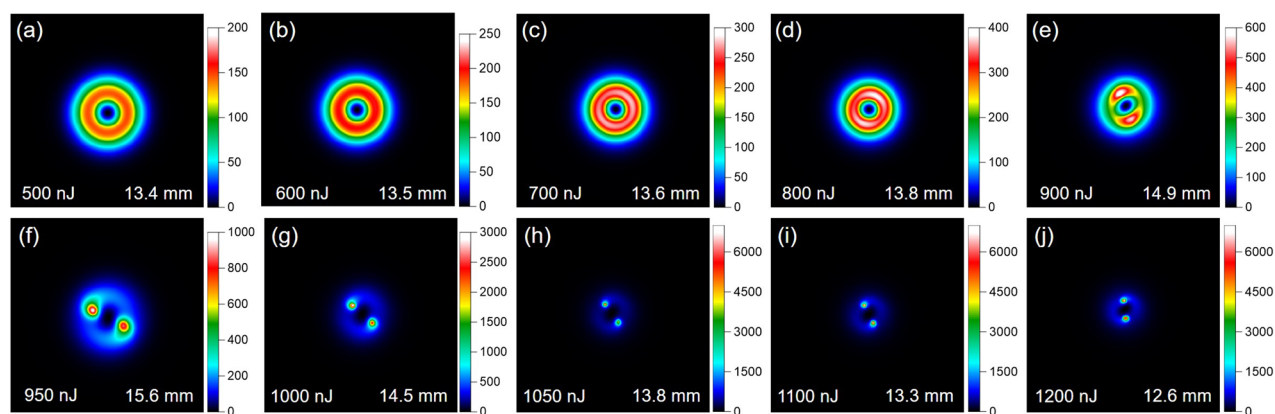 (a)
200
150
100
50
0
500 nJ 13.4 mm
(b)
250
200
150
100
50
0
600 nJ 13.5 mm
(c)
300
250
200
150
100
50
0
700 nJ 13.6 mm
(d)
400
300
200
100
0
800 nJ 13.8 mm
(e)
600
500
400
300
200
100
0
900 nJ 14.9 mm
(f)
1000
800
600
400
200
0
950 nJ 15.6 mm
(g)
3000
2500
2000
1500
1000
500
0
1000 nJ 14.5 mm
(h)
6000
4500
3000
1500
0
1050 nJ 13.8 mm
(i)
6000
4500
3000
1500
0
1100 nJ 13.3 mm
(j)
6000
4500
3000
1500
0
1200 nJ 12.6 mm